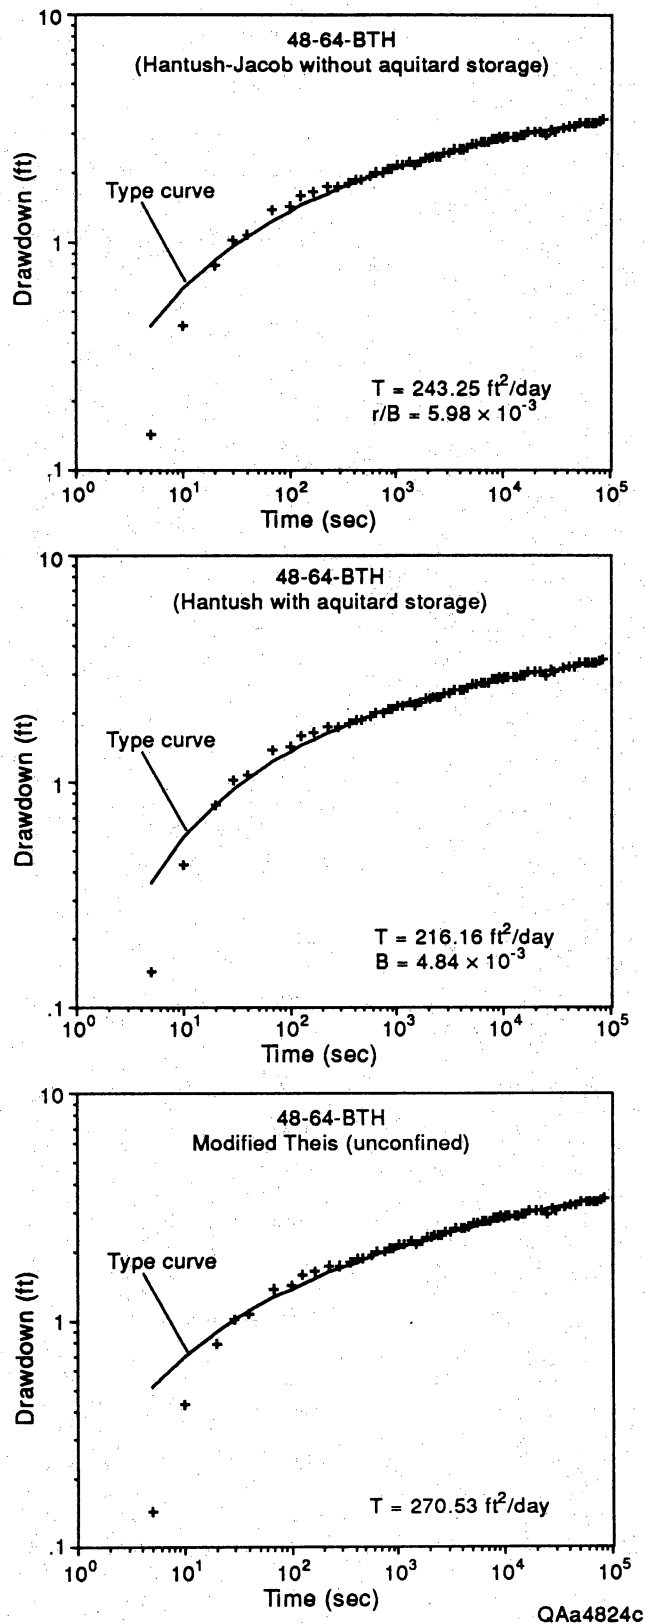 48-64-BTH
(Hantush-Jacob without aquitard storage)
10
1
.1
Drawdown (ft)
Type curve
T = 243.25 ft²/day
r/B = 5.98 × 10⁻³
10⁰ 10¹ 10² 10³ 10⁴ 10⁵
Time (sec)
48-64-BTH
(Hantush with aquitard storage)
10
1
.1
Drawdown (ft)
Type curve
T = 216.16 ft²/day
B = 4.84 × 10⁻³
10⁰ 10¹ 10² 10³ 10⁴ 10⁵
Time (sec)
48-64-BTH
Modified Theis (unconfined)
10
1
.1
Drawdown (ft)
Type curve
T = 270.53 ft²/day
10⁰ 10¹ 10² 10³ 10⁴ 10⁵
Time (sec)
QAa4824c